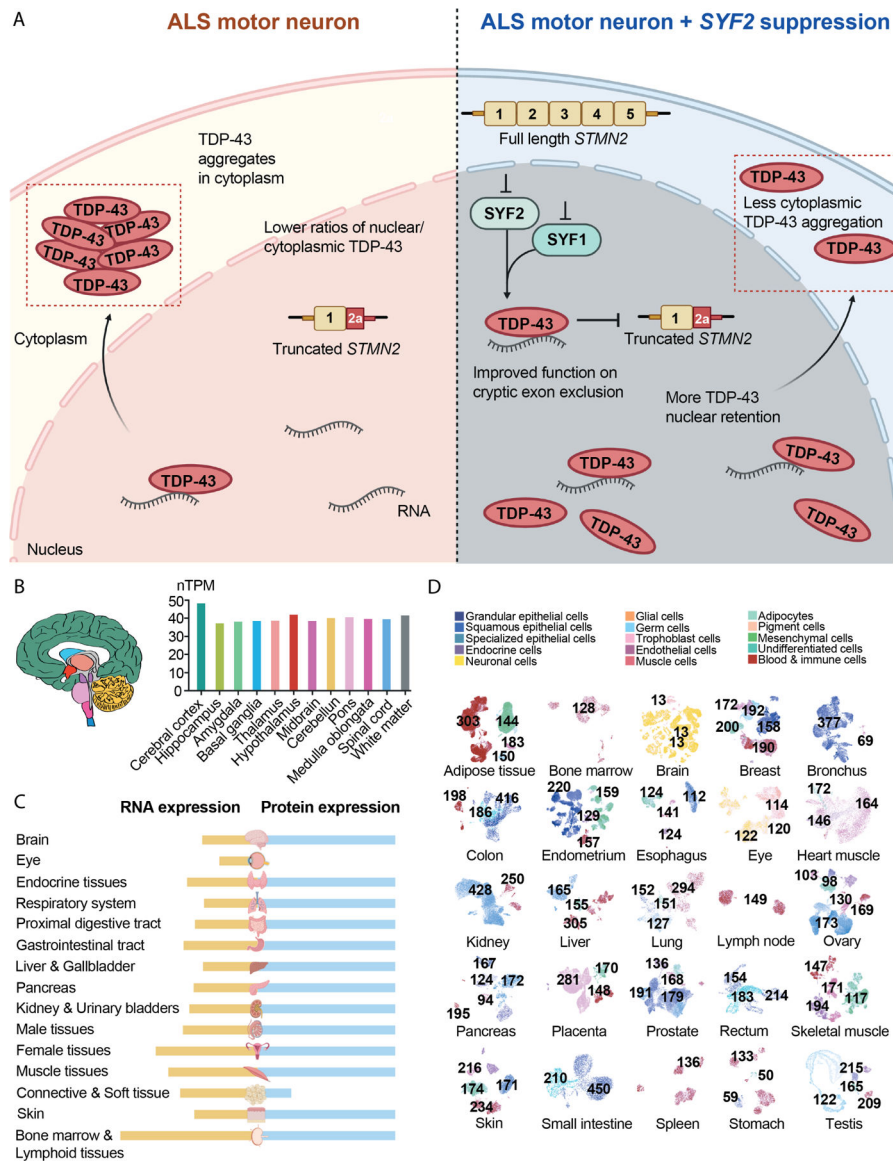 A
ALS motor neuron
ALS motor neuron + SYF2 suppression
TDP-43
aggregates
in cytoplasm
TDP-43
TDP-43
TDP-43
TDP-43
TDP-43
TDP-43
Lower ratios of nuclear/
cytoplasmic TDP-43
1
2a
Truncated STMN2
Cytoplasm
TDP-43
RNA
Nucleus
1 2 3 4 5
Full length STMN2
SYF2
SYF1
TDP-43
Less cytoplasmic
TDP-43 aggregation
TDP-43
TDP-43
1
2a
Truncated STMN2
Improved function on
cryptic exon exclusion
More TDP-43
nuclear retention
TDP-43
TDP-43
TDP-43
TDP-43
TDP-43
B
nTPM
50
40
30
20
10
0
Cerebral cortex
Hippocampus
Amygdala
Basal ganglia
Thalamus
Hypothalamus
Midbrain
Cerebellun
Pons
Medulla oblongata
Spinal cord
White matter
C
RNA expression
Protein expression
Brain
Eye
Endocrine tissues
Respiratory system
Proximal digestive tract
Gastrointestinal tract
Liver & Gallbladder
Pancreas
Kidney & Urinary bladders
Male tissues
Female tissues
Muscle tissues
Connective & Soft tissue
Skin
Bone marrow &
Lymphoid tissues
D
Grandular epithelial cells
Squamous epithelial cells
Specialized epithelial cells
Endocrine cells
Neuronal cells
Glial cells
Germ cells
Trophoblast cells
Endothelial cells
Muscle cells
Adipocytes
Pigment cells
Mesenchymal cells
Undifferentiated cells
Blood & immune cells
303
144
183
150
Adipose tissue
128
Bone marrow
13
13
13
Brain
172
192
200
158
190
Breast
377
69
Bronchus
198
416
186
Colon
220
159
129
157
Endometrium
124
112
141
124
Esophagus
114
122
120
Eye
172
164
146
Heart muscle
428
250
Kidney
165
155
305
Liver
152
294
151
127
Lung
149
Lymph node
103
98
130
169
173
Ovary
167
124
172
94
195
Pancreas
281
170
148
Placenta
136
168
191
179
Prostate
154
183
214
Rectum
147
171
194
117
Skeletal muscle
216
174
171
234
Skin
210
450
Small intestine
136
Spleen
133
50
59
Stomach
215
165
122
209
Testis